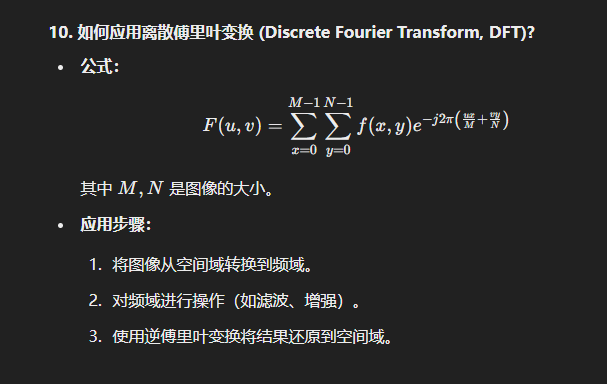 10. 如何应用离散傅里叶变换 (Discrete Fourier Transform, DFT)?
• 公式：
F(u, v) = \sum_{x=0}^{M-1} \sum_{y=0}^{N-1} f(x, y) e^{-j2\pi\left(\frac{ux}{M}+\frac{vy}{N}\right)}
其中 M, N 是图像的大小。
• 应用步骤：
1. 将图像从空间域转换到频域。
2. 对频域进行操作（如滤波、增强）。
3. 使用逆傅里叶变换将结果还原到空间域。